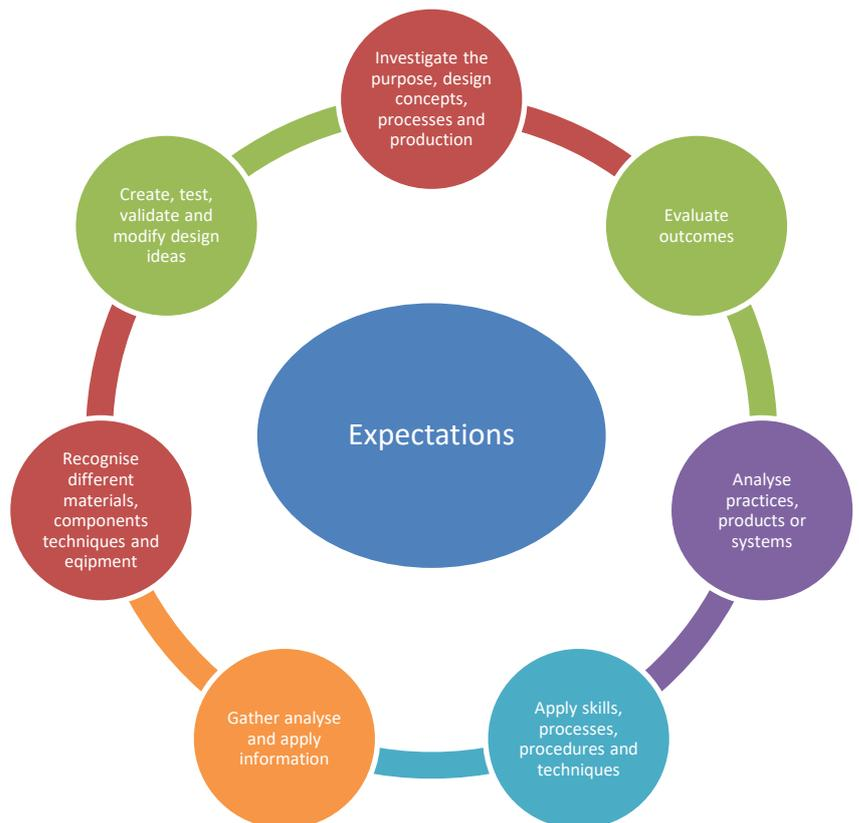 Investigate the
purpose, design
concepts,
processes and
production
Evaluate
outcomes
Analyse
practices,
products or
systems
Apply skills,
processes,
procedures and
techniques
Gather analyse
and apply
information
Recognise
different
materials,
components
techniques and
eqipment
Create, test,
validate and
modify design
ideas
Expectations